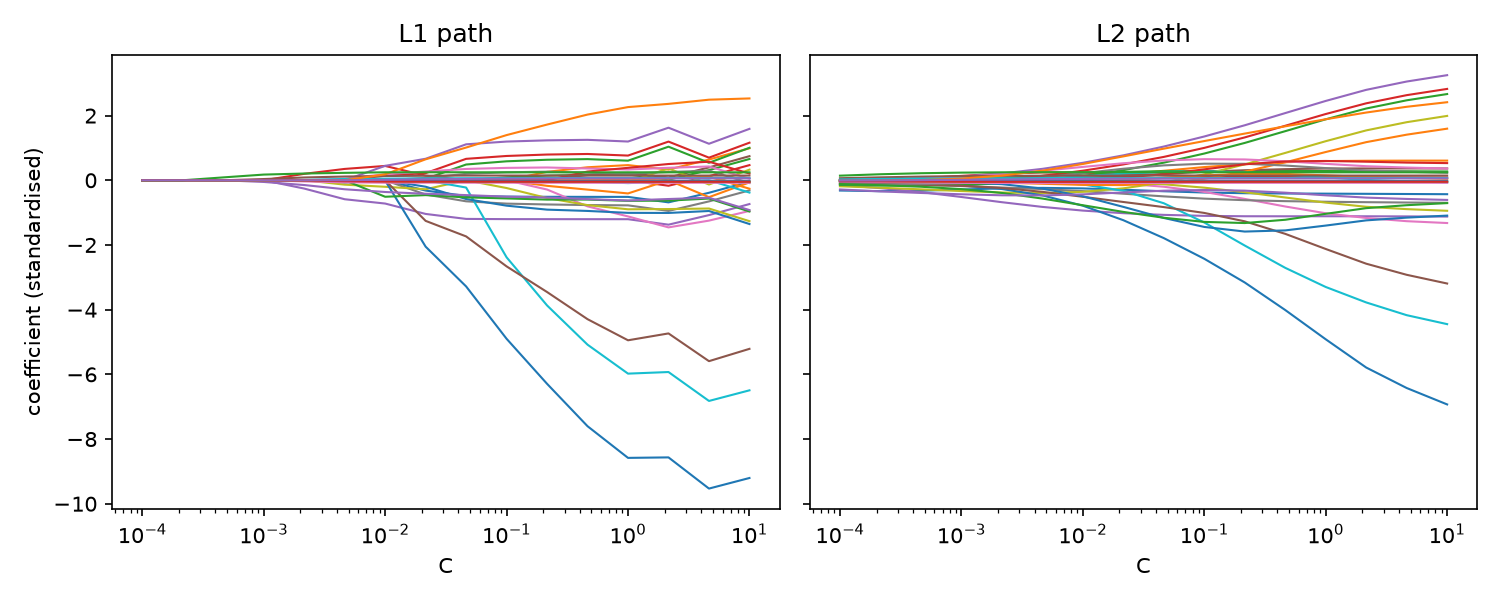 L1 path
L2 path
coefficient (standardised)
2
0
−2
−4
−6
−8
−10
10⁻⁴ 10⁻³ 10⁻² 10⁻¹ 10⁰ 10¹
10⁻⁴ 10⁻³ 10⁻² 10⁻¹ 10⁰ 10¹
C
C